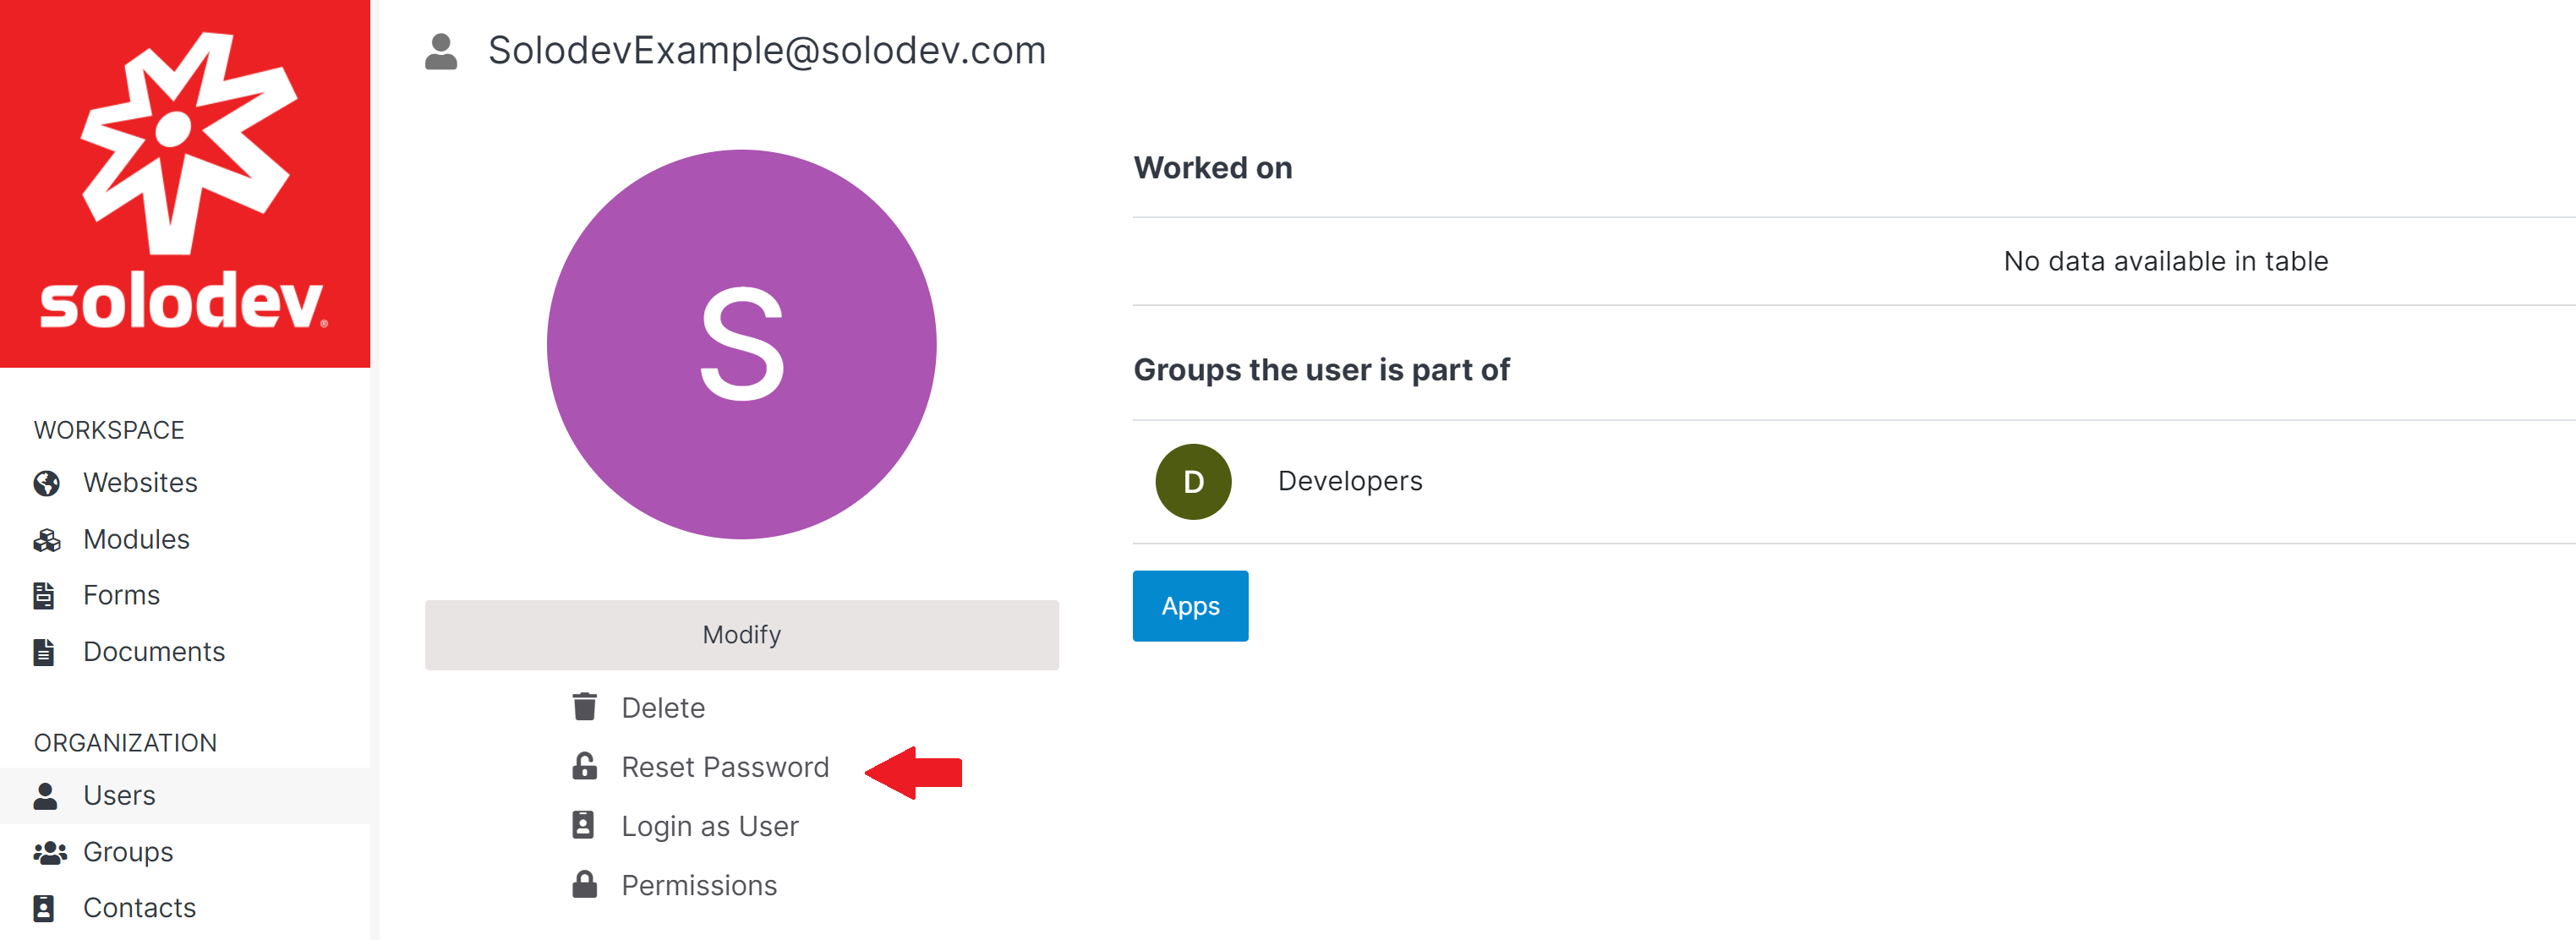 solodev®
WORKSPACE
Websites
Modules
Forms
Documents
ORGANIZATION
Users
Groups
Contacts
SolodevExample@solodev.com
S
Modify
Delete
Reset Password
Login as User
Permissions
Worked on
No data available in table
Groups the user is part of
D Developers
Apps